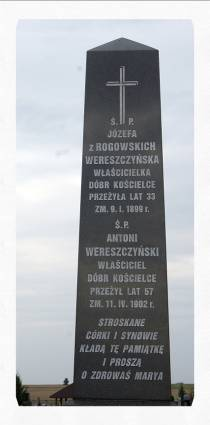 Ś. P.
JÓZEFA
z ROGOWSKICH
WERESZCZYŃSKA
WŁAŚCICIELKA
DÓBR KOŚCIELCE
PRZEŻYŁA LAT 33
ZM. 9. I. 1899 r.
Ś.P.
ANTONI
WERESZCZYŃSKI
WŁAŚCICIEL
DÓBR KOŚCIELCE
PRZEŻYŁ LAT 57
ZM. 11. IV. 1902 r.
STROSKANE
CÓRKI I SYNOWIE
KŁADĄ TĘ PAMIĄTKĘ
I PROSZĄ
O ZDROWAŚ MARYA